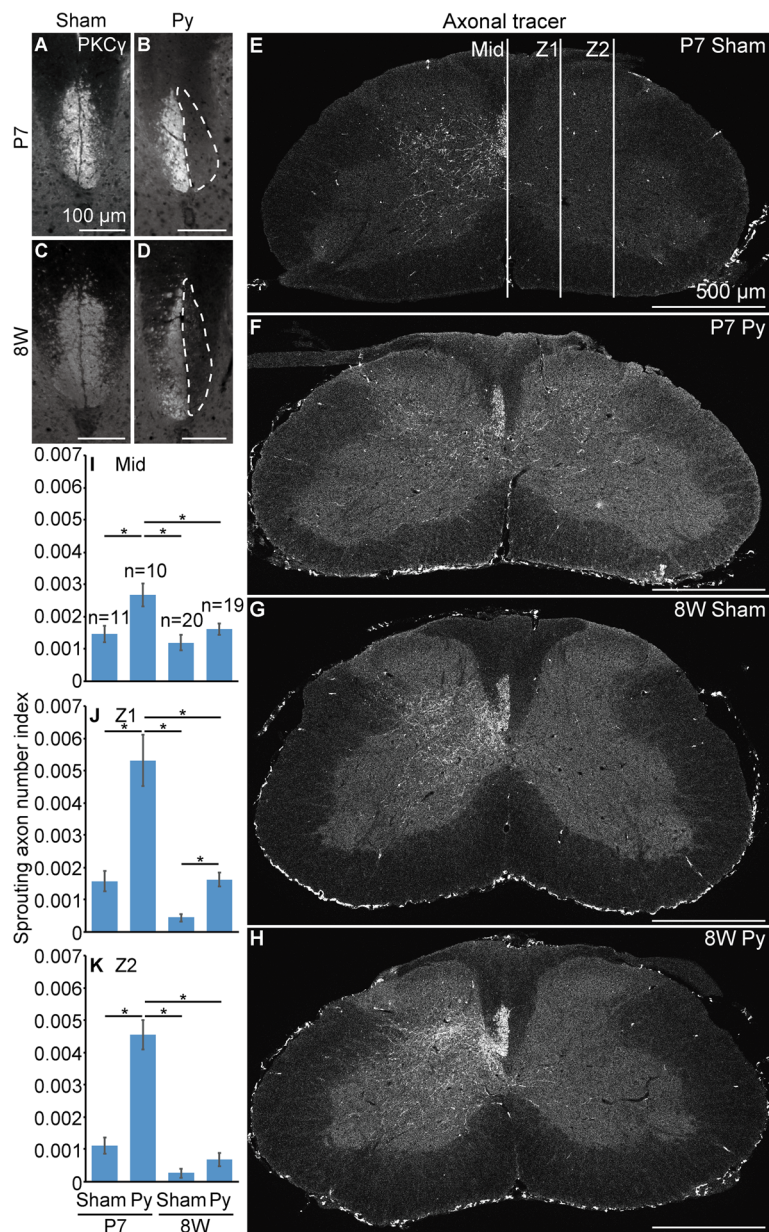 Sham Py
A PKCγ
B
P7
100 µm
C
D
8W
Axonal tracer
E Mid Z1 Z2 P7 Sham
500 µm
F P7 Py
G 8W Sham
H 8W Py
Sprouting axon number index
I Mid
0.007
0.006
0.005
0.004
0.003
0.002
0.001
0
* * *
n=11 n=10 n=20 n=19
J Z1
0.007
0.006
0.005
0.004
0.003
0.002
0.001
0
* * * *
K Z2
0.007
0.006
0.005
0.004
0.003
0.002
0.001
0
* * *
Sham Py Sham Py
P7 8W